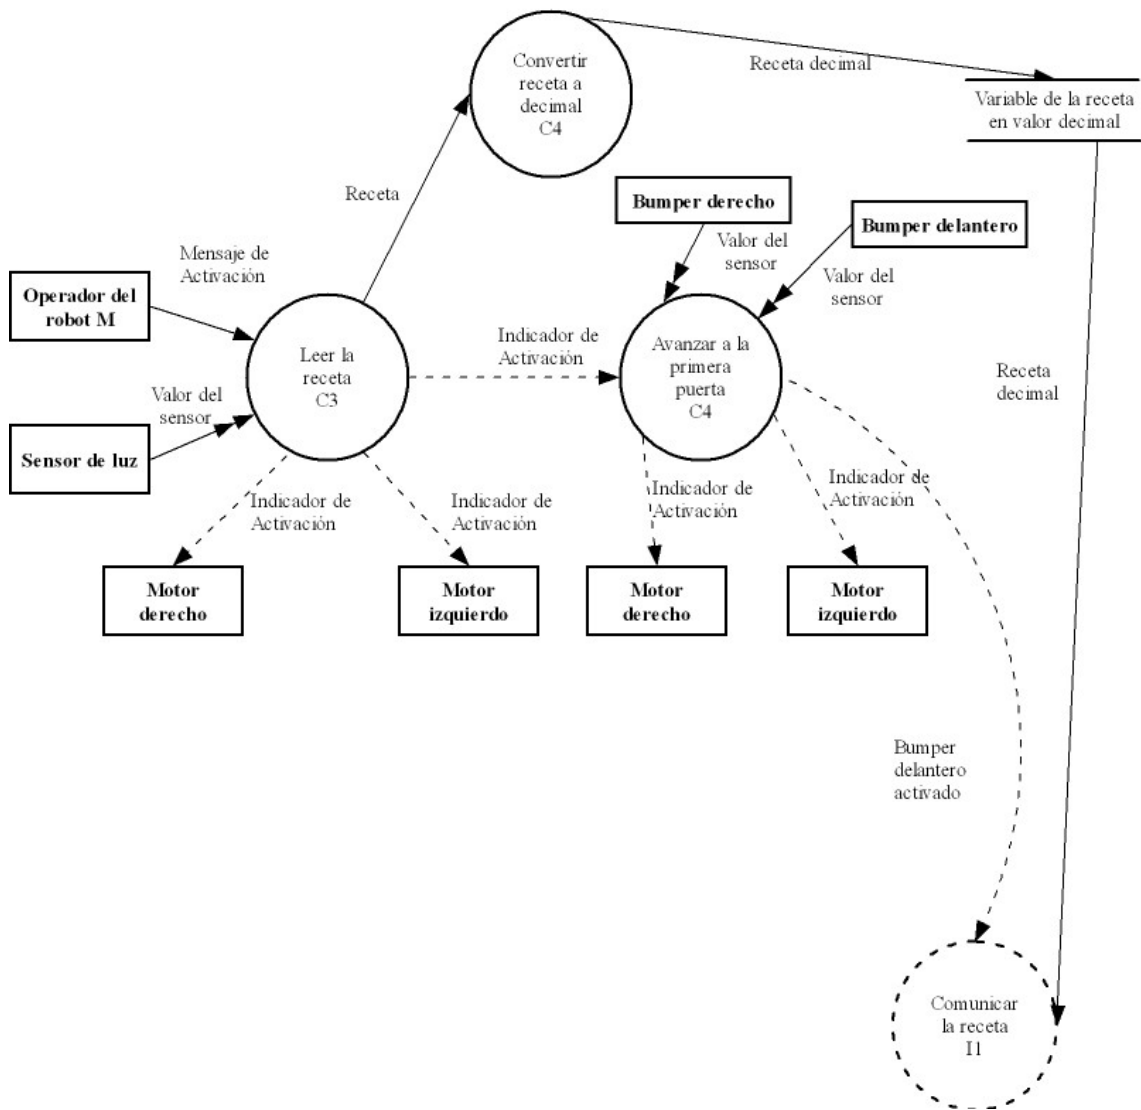 Convertir
receta a
decimal
C4
Receta decimal
Variable de la receta
en valor decimal
Receta
Bumper derecho
Bumper delantero
Valor del
sensor
Valor del
sensor
Mensaje de
Activación
Operador del
robot M
Leer la
receta
C3
Indicador de
Activación
Avanzar a la
primera
puerta
C4
Receta
decimal
Valor del
sensor
Sensor de luz
Indicador de
Activación
Indicador de
Activación
Indicador de
Activación
Indicador de
Activación
Motor
derecho
Motor
izquierdo
Motor
derecho
Motor
izquierdo
Bumper
delantero
activado
Comunicar
la receta
I1